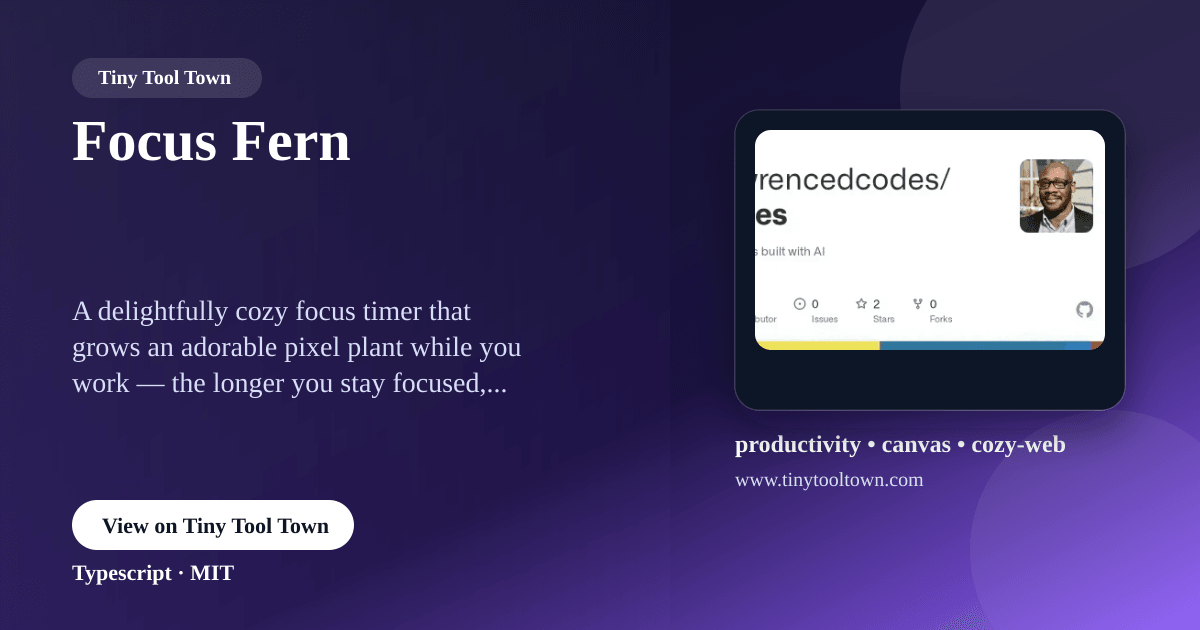 Tiny Tool Town
Focus Fern
A delightfully cozy focus timer that
grows an adorable pixel plant while you
work — the longer you stay focused,...
View on Tiny Tool Town
Typescript · MIT
rencedcodes/
es
built with AI
0
Issues
2
Stars
0
Forks
productivity • canvas • cozy-web
www.tinytooltown.com